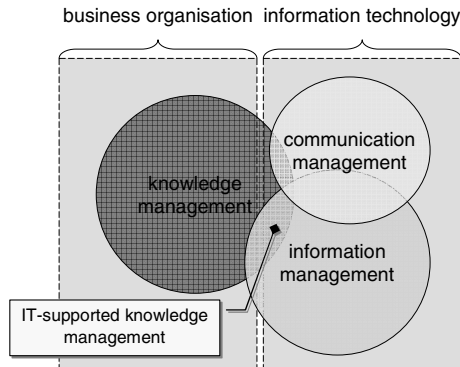 business organisation
information technology
communication
management
knowledge
management
information
management
IT-supported knowledge
management